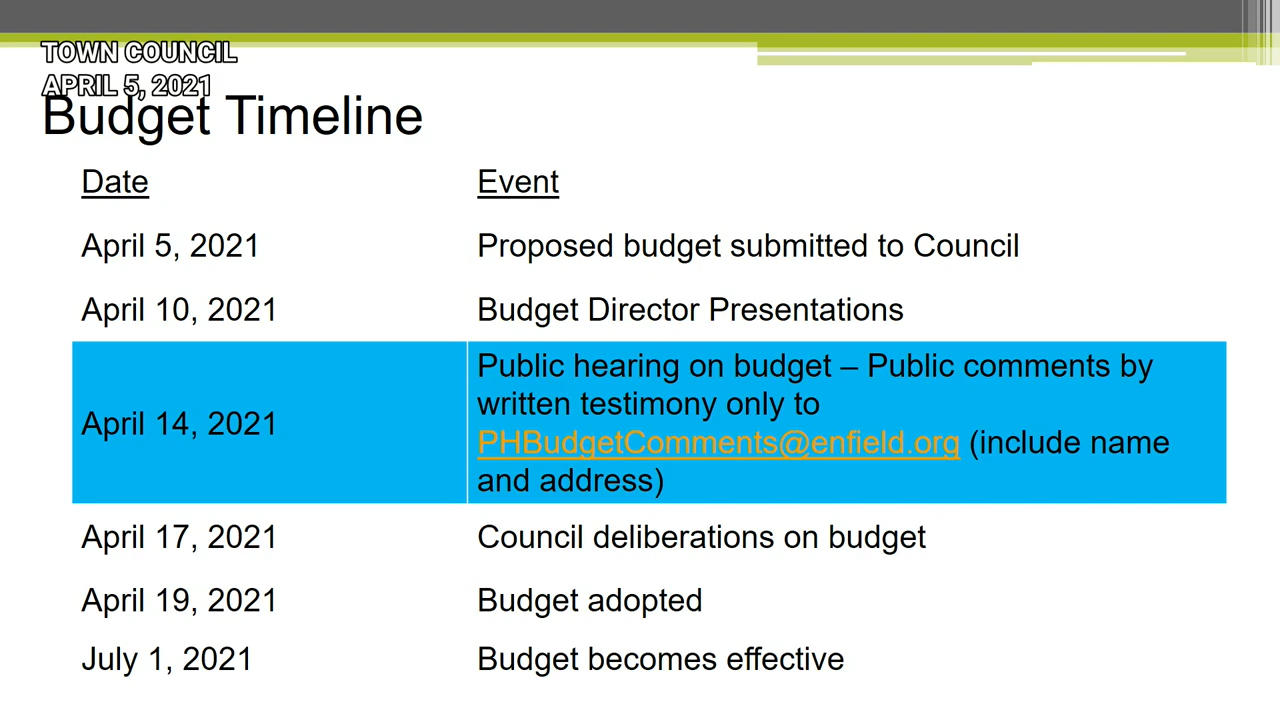 TOWN COUNCIL
APRIL 5, 2021
Budget Timeline
Date Event
April 5, 2021 Proposed budget submitted to Council
April 10, 2021 Budget Director Presentations
April 14, 2021 Public hearing on budget – Public comments by
written testimony only to
PHBudgetComments@enfield.org (include name
and address)
April 17, 2021 Council deliberations on budget
April 19, 2021 Budget adopted
July 1, 2021 Budget becomes effective